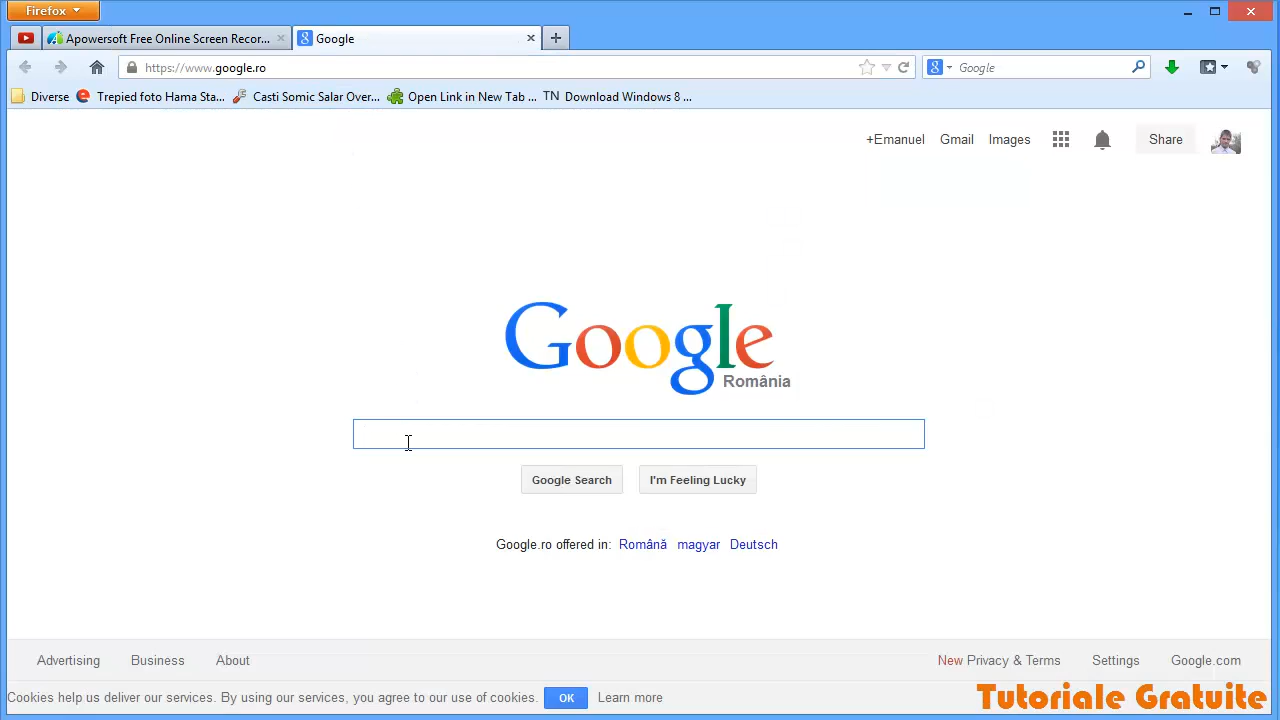 Firefox
Apowersoft Free Online Screen Recor...
Google
https://www.google.ro
Google
Diverse
Trepied foto Hama Sta...
Casti Somic Salar Over...
Open Link in New Tab ...
TN Download Windows 8 ...
+Emanuel
Gmail
Images
Share
Google
România
Google Search
I'm Feeling Lucky
Google.ro offered in: Română magyar Deutsch
Advertising
Business
About
New Privacy & Terms
Settings
Google.com
Cookies help us deliver our services. By using our services, you agree to our use of cookies.
OK
Learn more
Tutoriale Gratuite